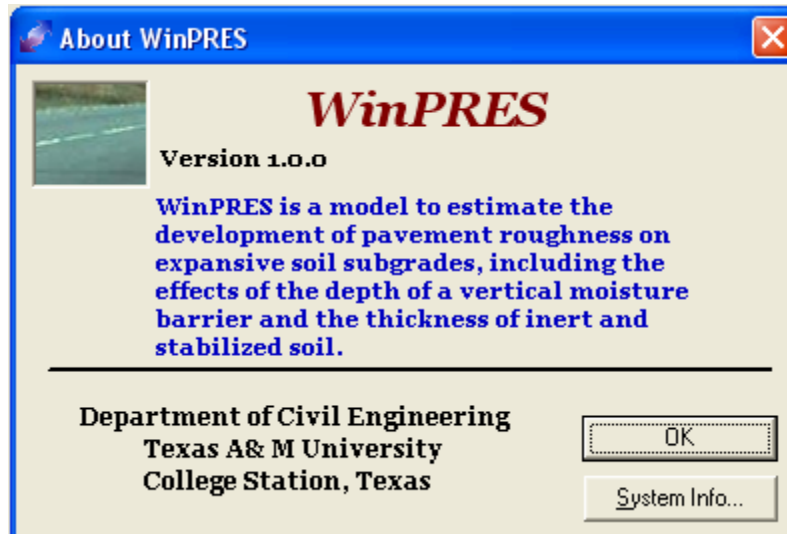 About WinPRES
WinPRES
Version 1.0.0
WinPRES is a model to estimate the
development of pavement roughness on
expansive soil subgrades, including the
effects of the depth of a vertical moisture
barrier and the thickness of inert and
stabilized soil.
Department of Civil Engineering
Texas A& M University
College Station, Texas
OK
System Info...